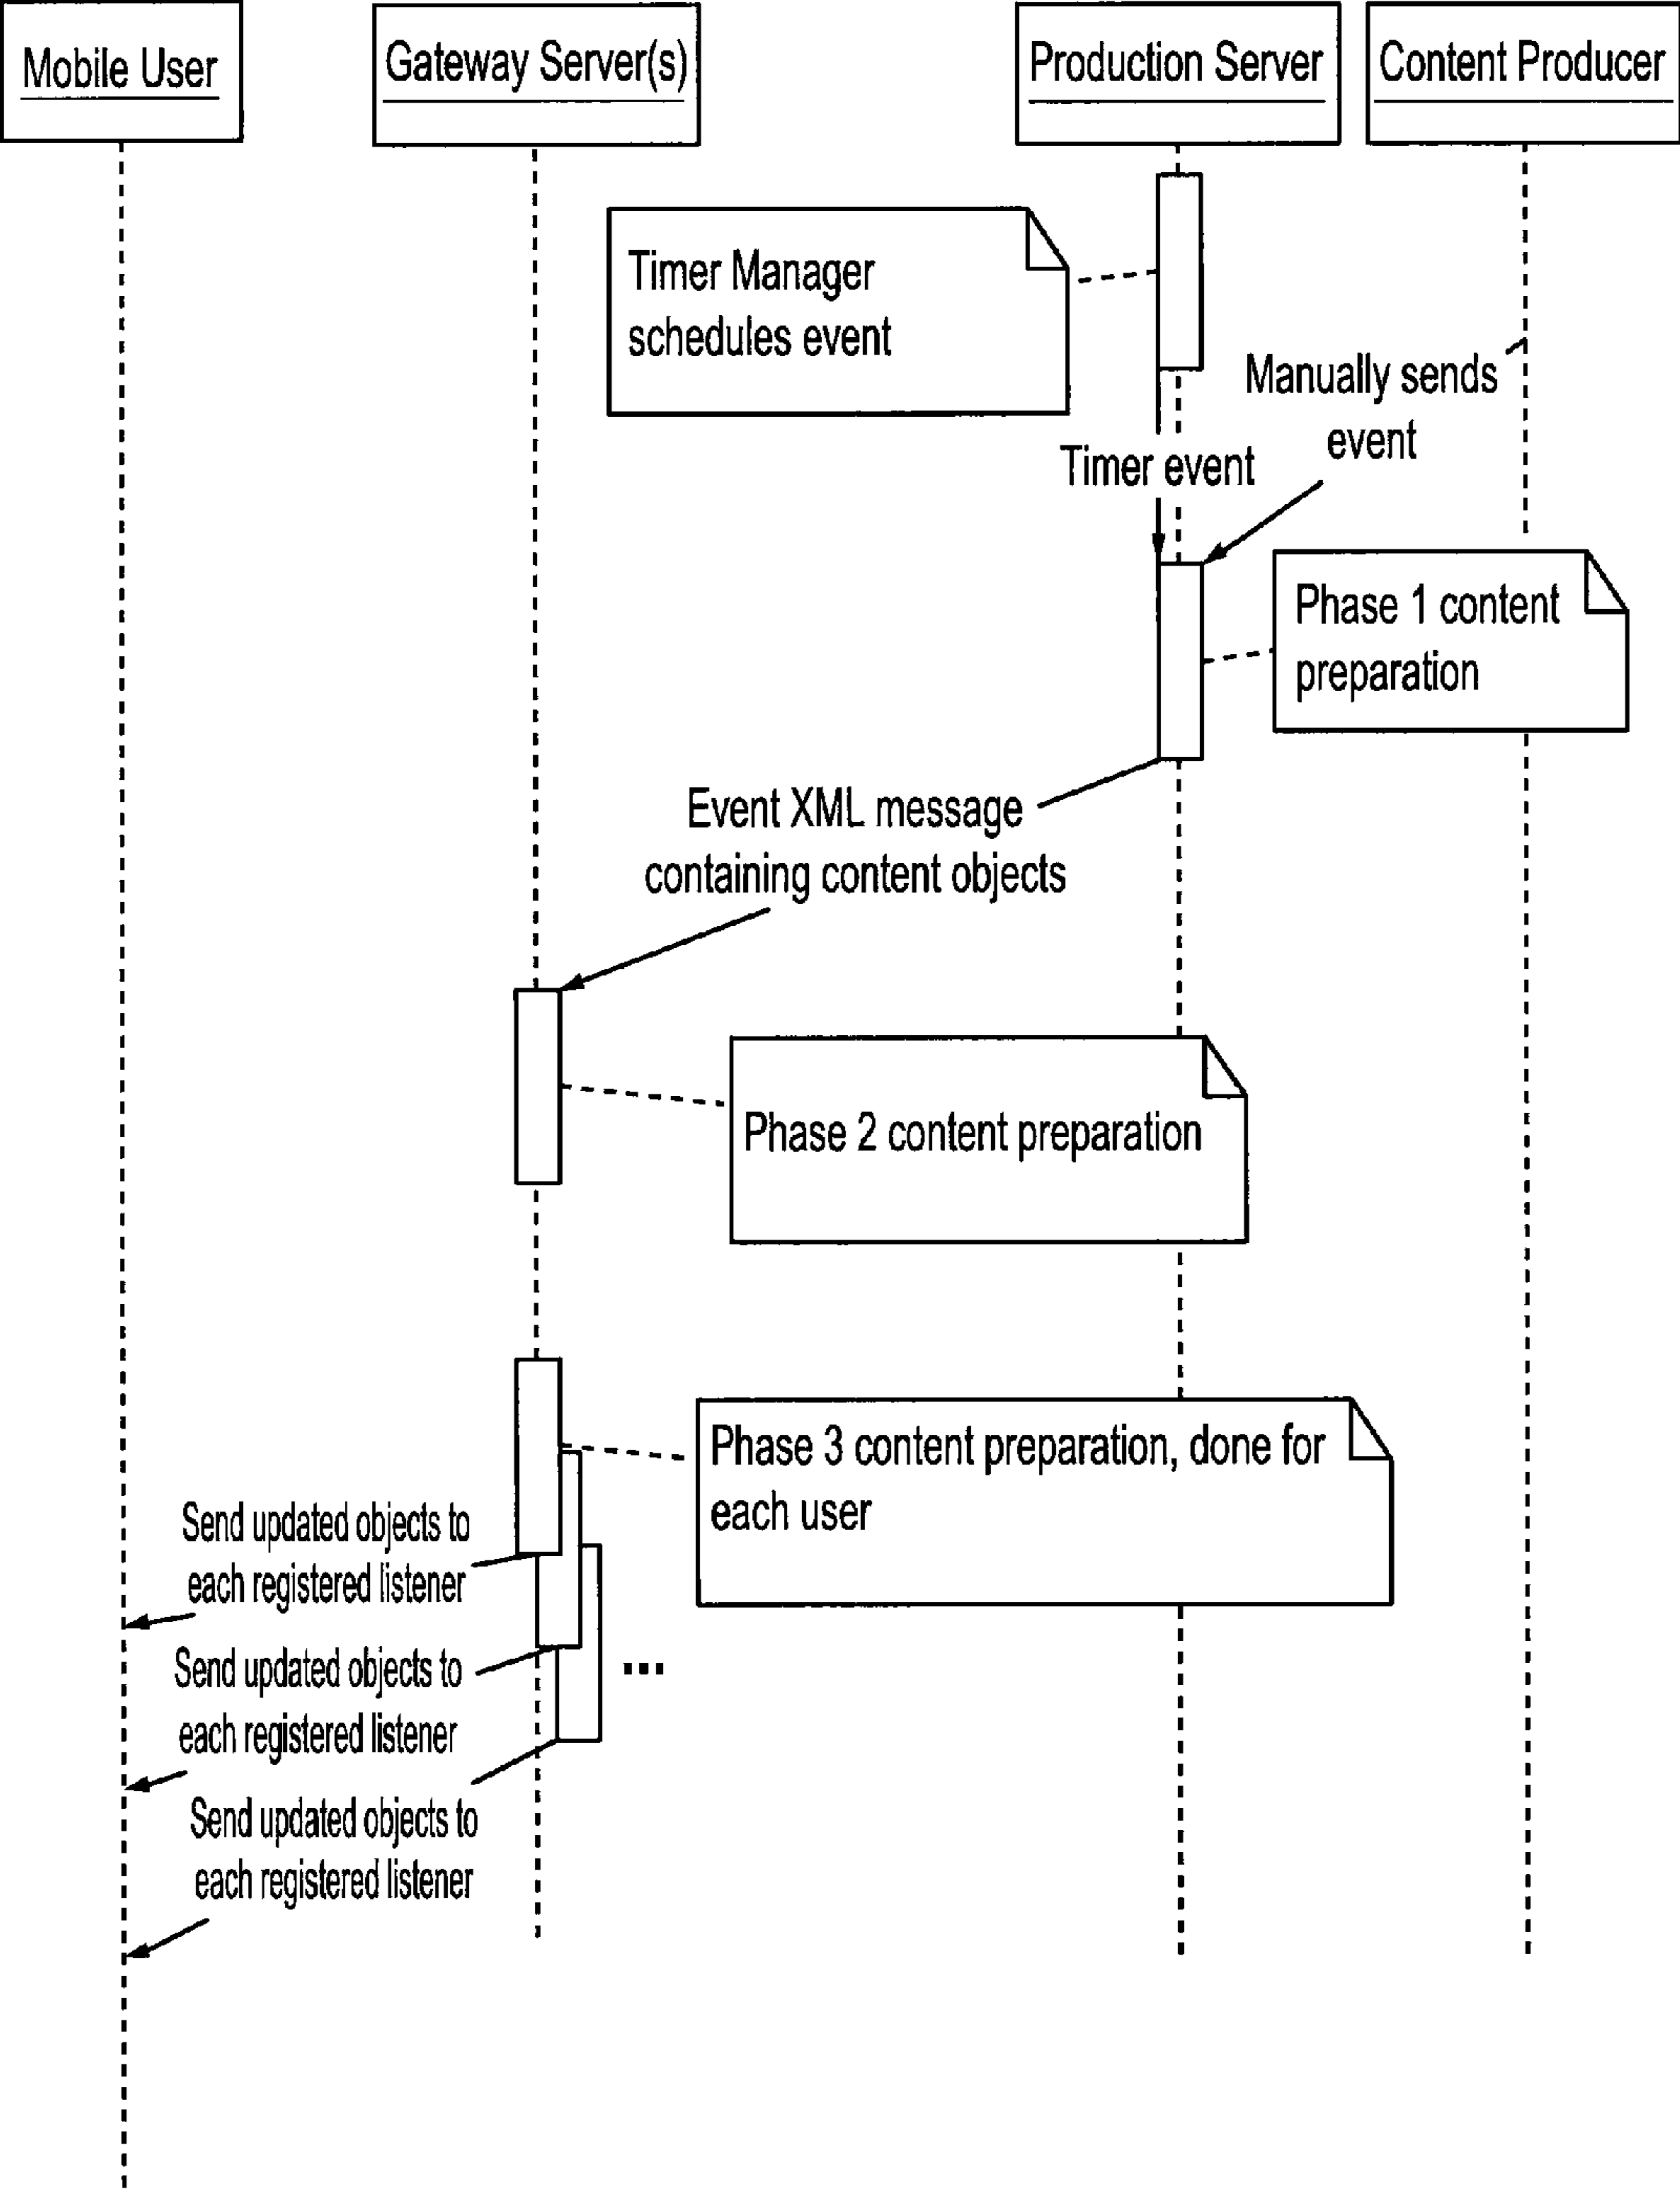 Mobile User
Gateway Server(s)
Production Server
Content Producer
Timer Manager
schedules event
Manually sends
event
Timer event
Phase 1 content
preparation
Event XML message
containing content objects
Phase 2 content preparation
Phase 3 content preparation, done for
each user
Send updated objects to
each registered listener
Send updated objects to
each registered listener
...
Send updated objects to
each registered listener